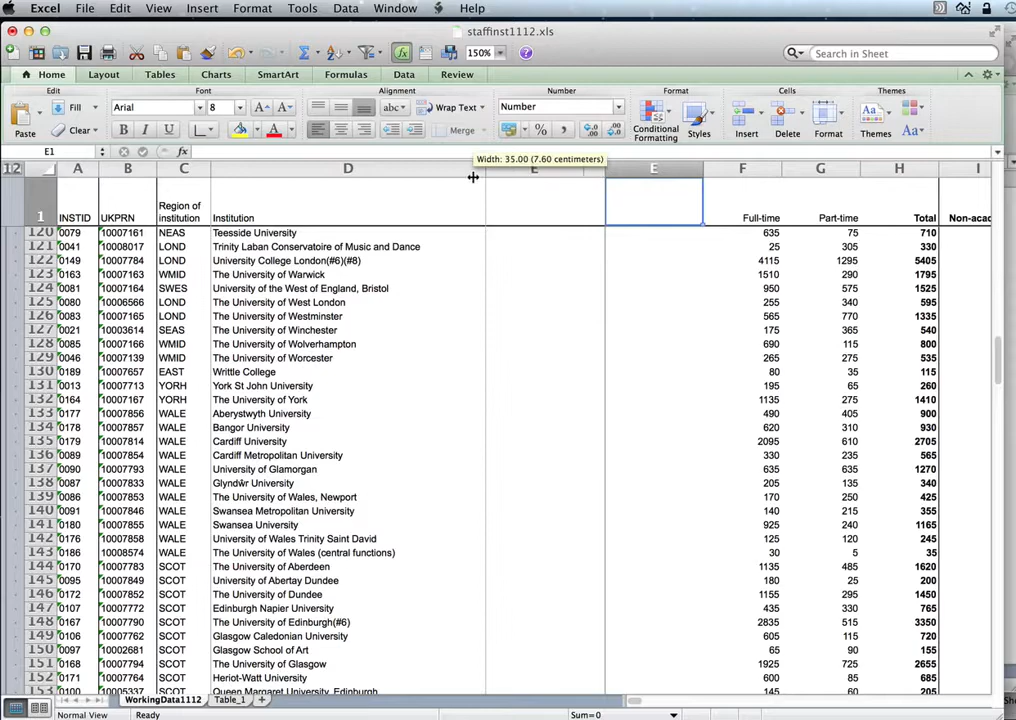 Excel File Edit View Insert Format Tools Data Window Help
staffinst1112.xls
150% Search in Sheet
Home Layout Tables Charts SmartArt Formulas Data Review
Edit Font Alignment Number Format Cells Themes
Paste Fill Arial 8 A A abc Wrap Text Number Conditional Formatting Styles Insert Delete Format Themes Aa
Clear B I U A Merge %
E1 fx
Width: 35.00 (7.60 centimeters)
A B C D E E F G H I
1 INSTID UKPRN Region of institution Institution Full-time Part-time Total Non-acad
120 0079 10007161 NEAS Teesside University 635 75 710
121 0041 10008017 LOND Trinity Laban Conservatoire of Music and Dance 25 305 330
122 0149 10007784 LOND University College London(#6)(#8) 4115 1295 5405
123 0163 10007163 WMID The University of Warwick 1510 290 1795
124 0081 10007164 SWES University of the West of England, Bristol 950 575 1525
125 0080 10006566 LOND The University of West London 255 340 595
126 0083 10007165 LOND The University of Westminster 565 770 1335
127 0021 10003614 SEAS The University of Winchester 175 365 540
128 0085 10007166 WMID The University of Wolverhampton 690 115 800
129 0046 10007139 WMID The University of Worcester 265 275 535
130 0189 10007657 EAST Writtle College 80 35 115
131 0013 10007713 YORH York St John University 195 65 260
132 0164 10007167 YORH The University of York 1135 275 1410
133 0177 10007856 WALE Aberystwyth University 490 405 900
134 0178 10007857 WALE Bangor University 620 310 930
135 0179 10007814 WALE Cardiff University 2095 610 2705
136 0089 10007854 WALE Cardiff Metropolitan University 330 235 565
137 0090 10007793 WALE University of Glamorgan 635 635 1270
138 0087 10007833 WALE Glyndŵr University 205 135 340
139 0086 10007853 WALE The University of Wales, Newport 170 250 425
140 0091 10007846 WALE Swansea Metropolitan University 140 215 355
141 0180 10007855 WALE Swansea University 925 240 1165
142 0176 10007858 WALE University of Wales Trinity Saint David 125 120 245
143 0186 10008574 WALE The University of Wales (central functions) 30 5 35
144 0170 10007783 SCOT The University of Aberdeen 1135 485 1620
145 0095 10007849 SCOT University of Abertay Dundee 180 25 200
146 0172 10007852 SCOT The University of Dundee 1155 295 1450
147 0107 10007772 SCOT Edinburgh Napier University 435 330 765
148 0167 10007790 SCOT The University of Edinburgh(#6) 2835 515 3350
149 0106 10007762 SCOT Glasgow Caledonian University 605 115 720
150 0097 10002681 SCOT Glasgow School of Art 65 90 155
151 0168 10007794 SCOT The University of Glasgow 1925 725 2655
152 0171 10007764 SCOT Heriot-Watt University 600 85 685
153 0100 10005337 SCOT Queen Margaret University, Edinburgh 145 60 205
WorkingData1112 Table_1
Normal View Ready Sum=0